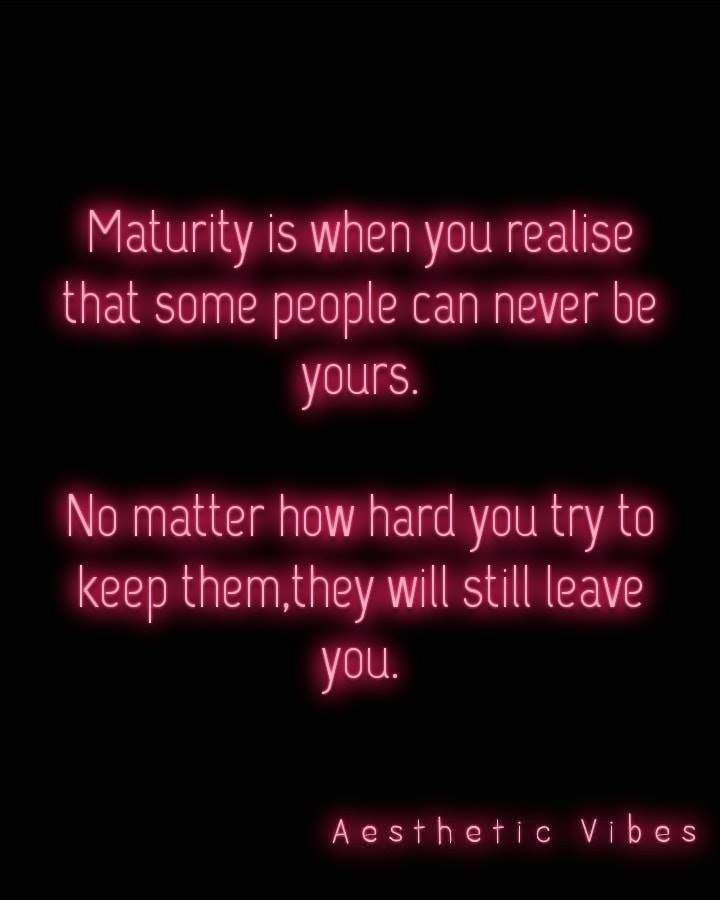 Maturity is when you realise
that some people can never be
yours.
No matter how hard you try to
keep them,they will still leave
you.
Aesthetic Vibes